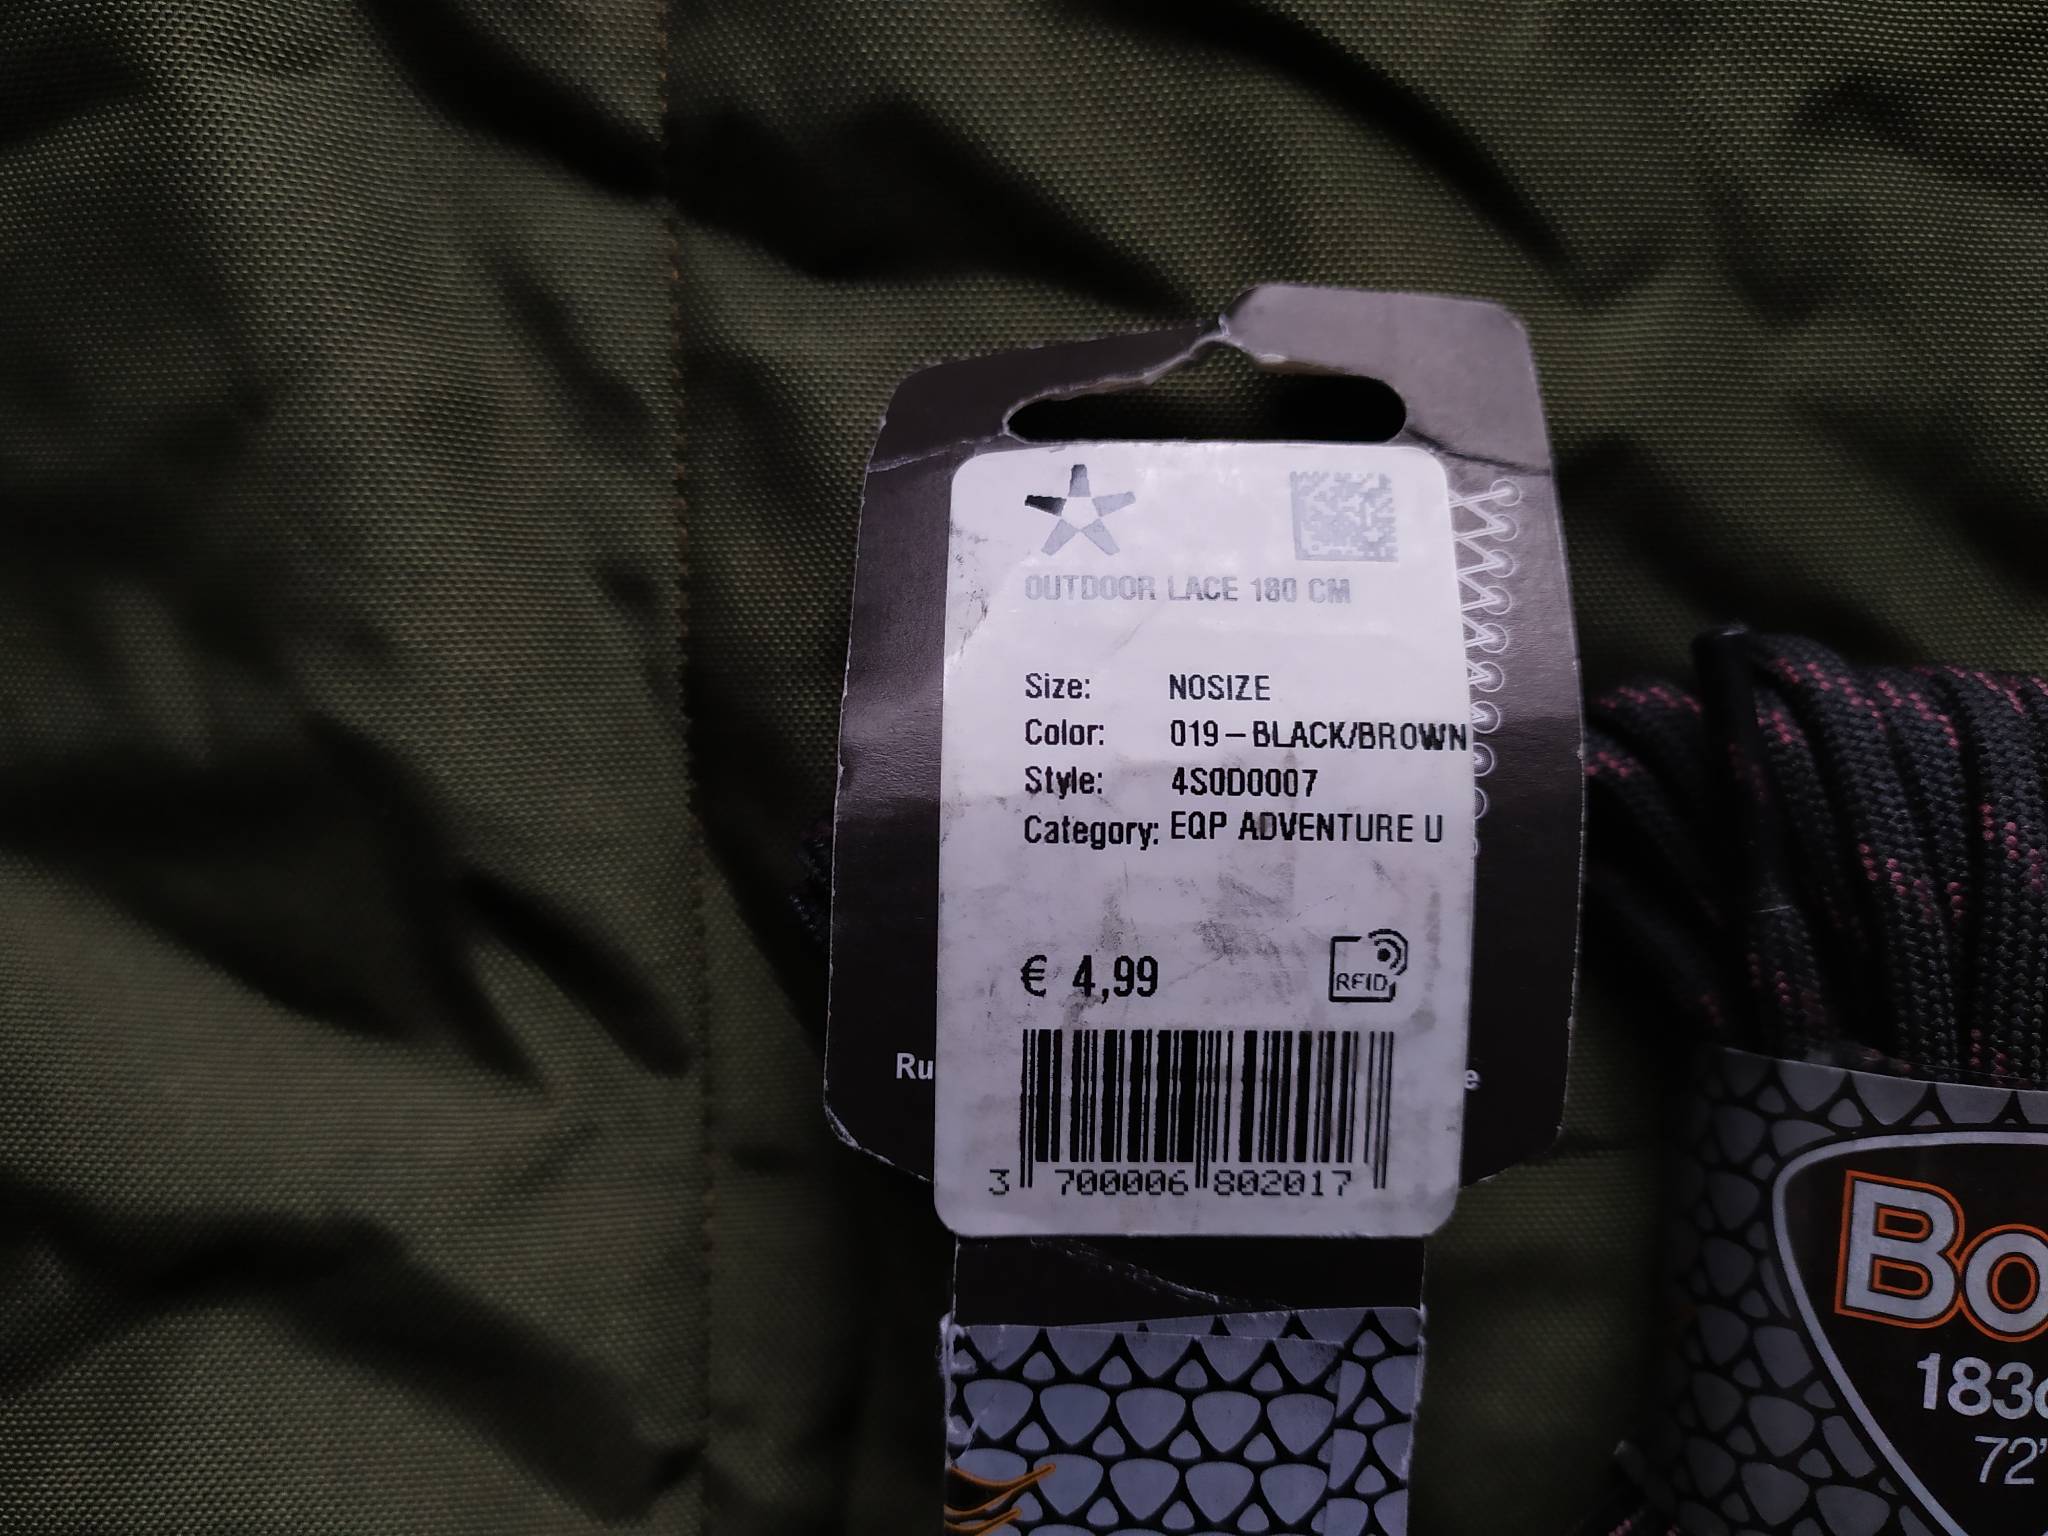 OUTDOOR LACE 180 CM
Size: NOSIZE
Color: 019-BLACK/BROWN
Style: 4S0D0007
Category: EQP ADVENTURE U
€ 4,99
RFID
3 700006 802017
Ru
e
Bo
183c
72"